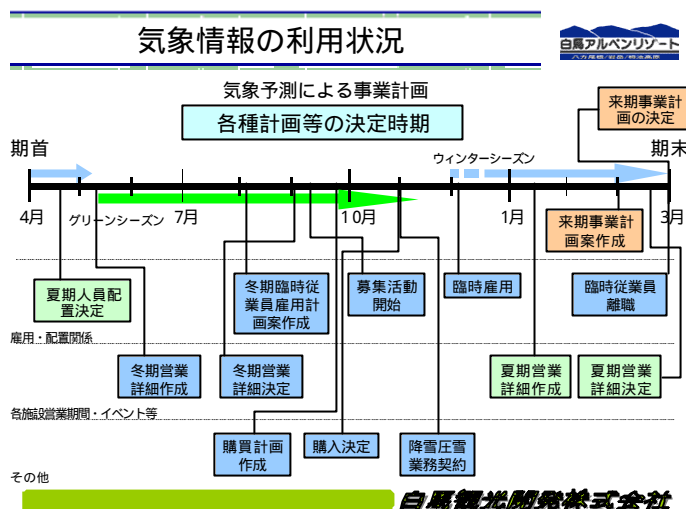 気象情報の利用状況
白馬アルペンリゾート
八方尾根/岩岳/栂池高原
気象予測による事業計画
各種計画等の決定時期
来期事業計
画の決定
期首
ウィンターシーズン
期末
4月
グリーンシーズン
7月
10月
1月
3月
来期事業計
画案作成
夏期人員配
置決定
冬期臨時従
業員雇用計
画案作成
募集活動
開始
臨時雇用
臨時従業員
離職
雇用・配置関係
冬期営業
詳細作成
冬期営業
詳細決定
夏期営業
詳細作成
夏期営業
詳細決定
各施設営業期間・イベント等
購買計画
作成
購入決定
降雪圧雪
業務契約
その他
白馬観光開発株式会社